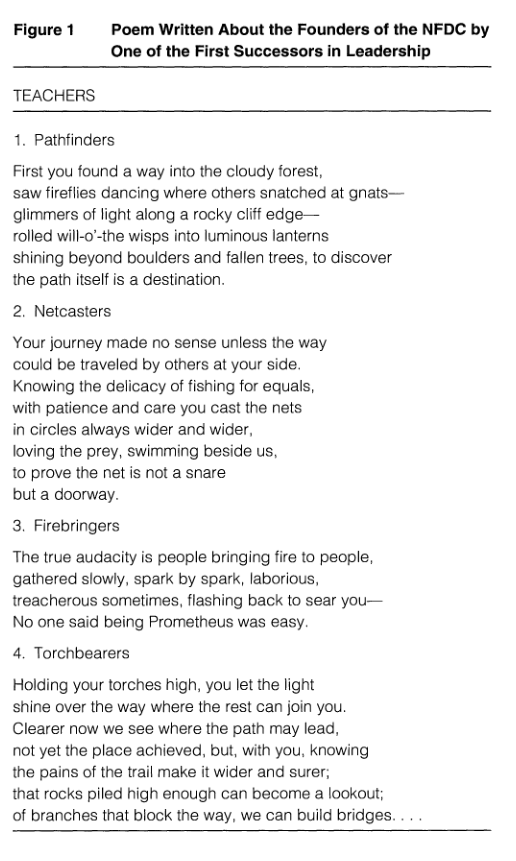 Figure 1 Poem Written About the Founders of the NFDC by
One of the First Successors in Leadership
TEACHERS
1. Pathfinders
First you found a way into the cloudy forest,
saw fireflies dancing where others snatched at gnats—
glimmers of light along a rocky cliff edge—
rolled will-o'-the wisps into luminous lanterns
shining beyond boulders and fallen trees, to discover
the path itself is a destination.
2. Netcasters
Your journey made no sense unless the way
could be traveled by others at your side.
Knowing the delicacy of fishing for equals,
with patience and care you cast the nets
in circles always wider and wider,
loving the prey, swimming beside us,
to prove the net is not a snare
but a doorway.
3. Firebringers
The true audacity is people bringing fire to people,
gathered slowly, spark by spark, laborious,
treacherous sometimes, flashing back to sear you—
No one said being Prometheus was easy.
4. Torchbearers
Holding your torches high, you let the light
shine over the way where the rest can join you.
Clearer now we see where the path may lead,
not yet the place achieved, but, with you, knowing
the pains of the trail make it wider and surer;
that rocks piled high enough can become a lookout;
of branches that block the way, we can build bridges. . . .